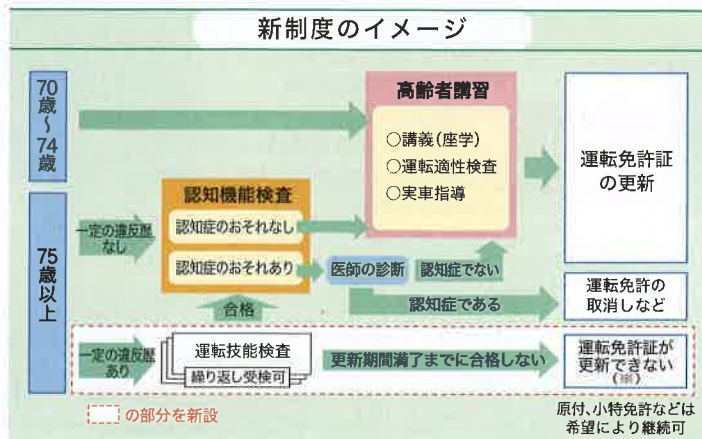 新制度のイメージ
70歳～74歳
高齢者講習
○講義(座学)
○運転適性検査
○実車指導
運転免許証
の更新
75歳以上
一定の違反歴
なし
認知機能検査
認知症のおそれなし
認知症のおそれあり
医師の診断
認知症でない
認知症である
運転免許の
取消しなど
合格
一定の違反歴
あり
運転技能検査
繰り返し受検可
更新期間満了までに合格しない
運転免許証が
更新できない
(※)
の部分を新設
原付、小特免許などは
希望により継続可